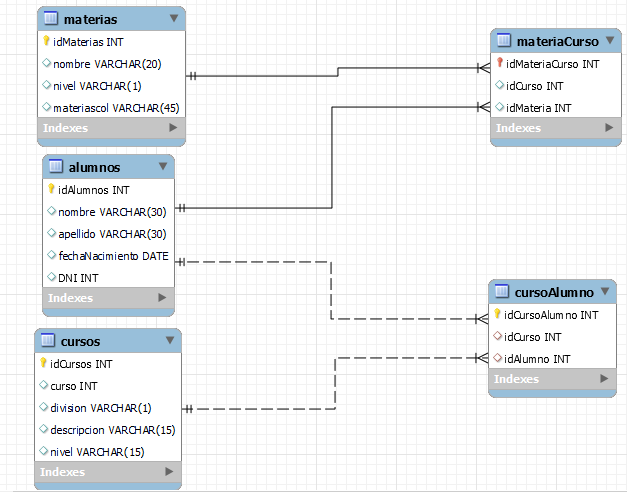 materias
idMaterias INT
nombre VARCHAR(20)
nivel VARCHAR(1)
materiascol VARCHAR(45)
Indexes
alumnos
idAlumnos INT
nombre VARCHAR(30)
apellido VARCHAR(30)
fechaNacimiento DATE
DNI INT
Indexes
cursos
idCursos INT
curso INT
division VARCHAR(1)
descripcion VARCHAR(15)
nivel VARCHAR(15)
Indexes
materiaCurso
idMateriaCurso INT
idCurso INT
idMateria INT
Indexes
cursoAlumno
idCursoAlumno INT
idCurso INT
idAlumno INT
Indexes